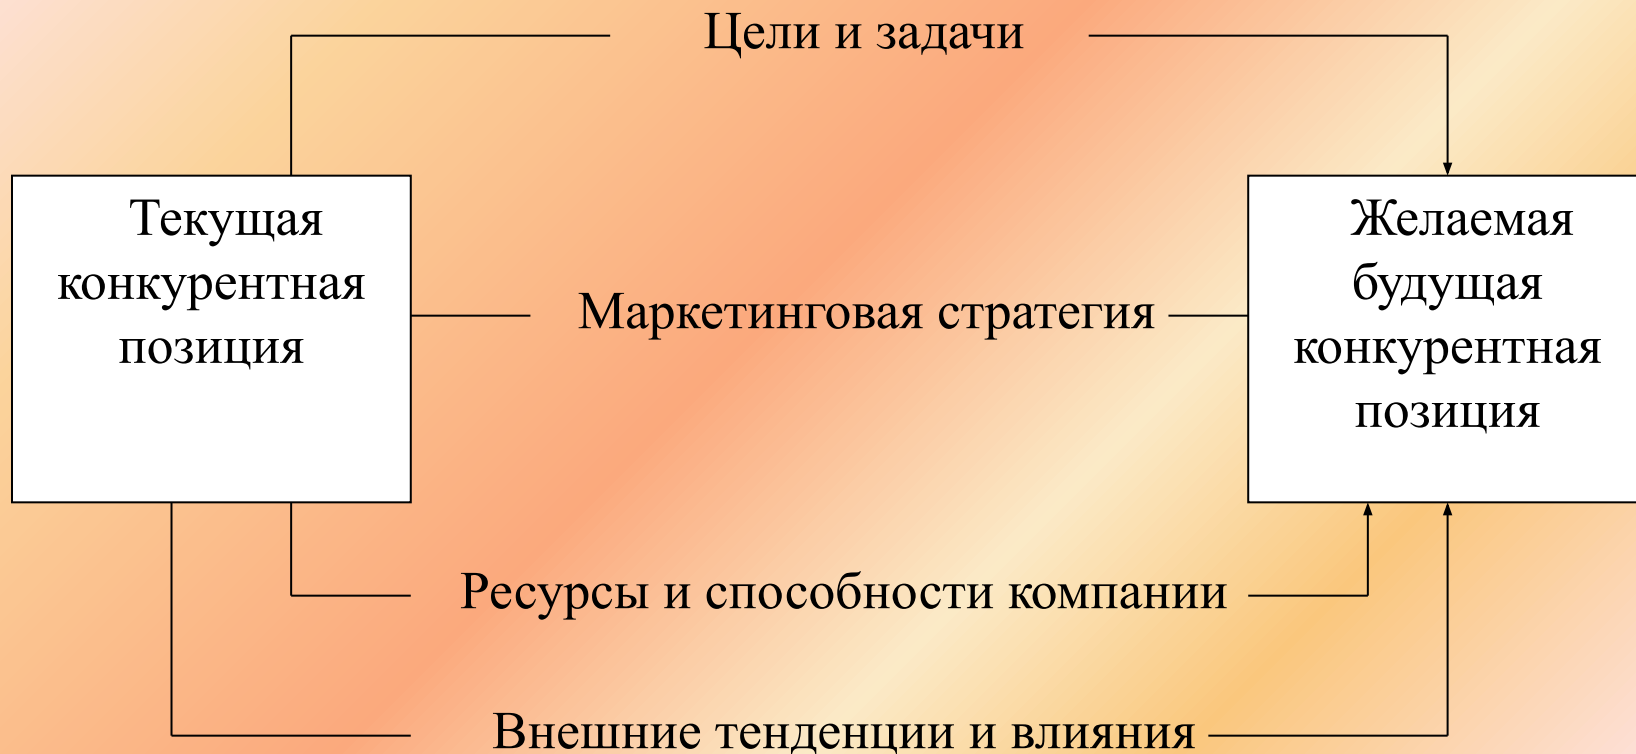 Цели и задачи
Текущая
конкурентная
позиция
Маркетинговая стратегия
Желаемая
будущая
конкурентная
позиция
Ресурсы и способности компании
Внешние тенденции и влияния